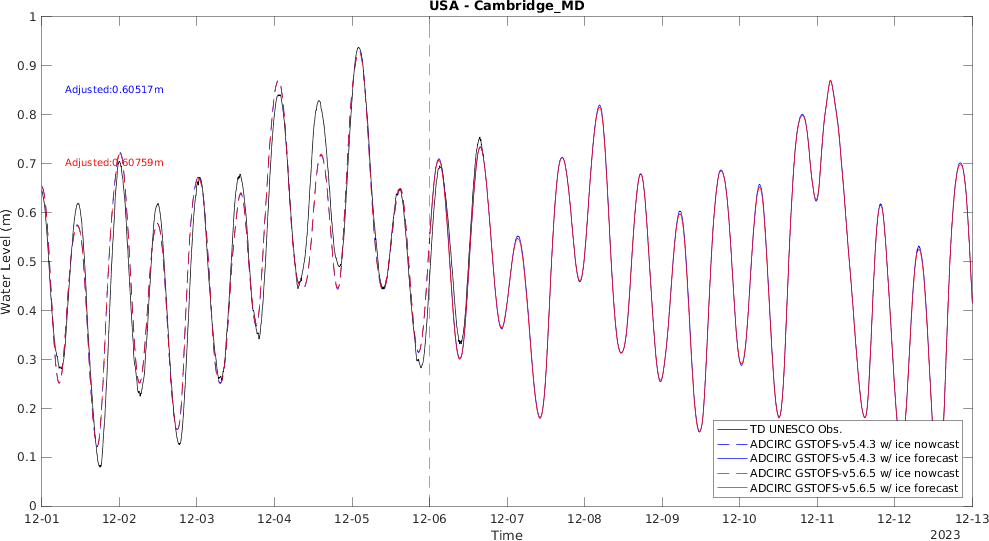 USA - Cambridge_MD
1
0.9
0.8
0.7
0.6
0.5
0.4
0.3
0.2
0.1
0
Water Level (m)
Adjusted:0.60517m
Adjusted:0.60759m
TD UNESCO Obs.
ADCIRC GSTOFS-v5.4.3 w/ ice nowcast
ADCIRC GSTOFS-v5.4.3 w/ ice forecast
ADCIRC GSTOFS-v5.6.5 w/ ice nowcast
ADCIRC GSTOFS-v5.6.5 w/ ice forecast
12-01 12-02 12-03 12-04 12-05 12-06 12-07 12-08 12-09 12-10 12-11 12-12 12-13
Time
2023